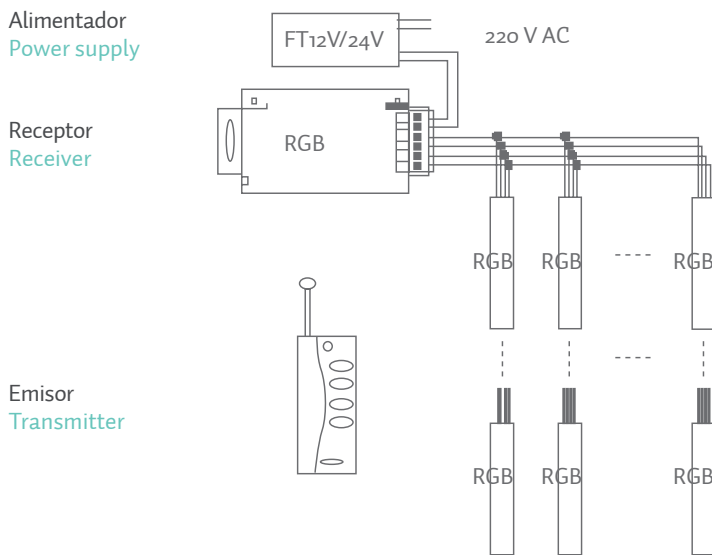 Alimentador
Power supply
FT12V/24V
220 V AC
Receptor
Receiver
RGB
RGB
RGB
RGB
Emisor
Transmitter
RGB
RGB
RGB